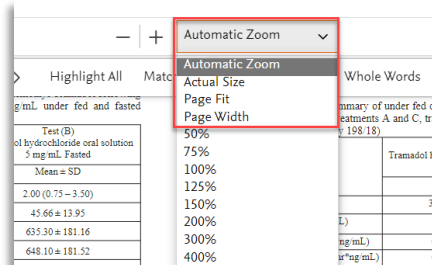 Automatic Zoom
Automatic Zoom
Actual Size
Page Fit
Page Width
50%
75%
100%
125%
150%
200%
300%
400%
Highlight All
Whole Words
g/mL under fed and fasted
Test (B)
ol hydrochloride oral solution
5 mg/mL Fasted
Mean ± SD
2.00 (0.75 – 3.50)
45.66 ± 13.95
635.30 ± 181.16
648.10 ± 181.52
mmary of under fed
eatments A and C, tr
y 198/18)
Tramadol
L)
ng/mL)
ar*ng/mL)